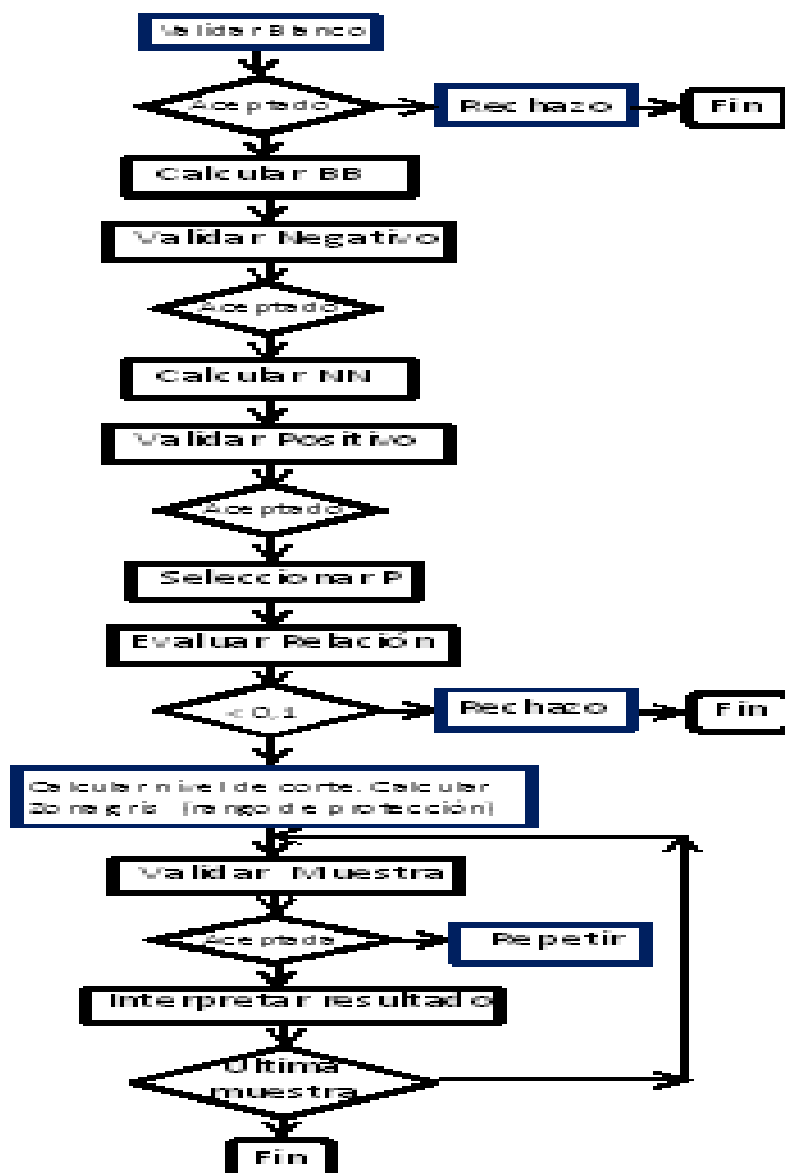 Validar Blanco
Aceptado
Rechazo
Fin
Calcular BB
Validar Negativo
Aceptado
Calcular NN
Validar Positivo
Aceptado
Seleccionar P
Evaluar Relación
< 0,1
Rechazo
Fin
Calcular nivel de corte. Calcular
Zona gris (rango de protección)
Validar Muestra
Aceptada
Repetir
Interpretar resultado
Última
muestra
Fin